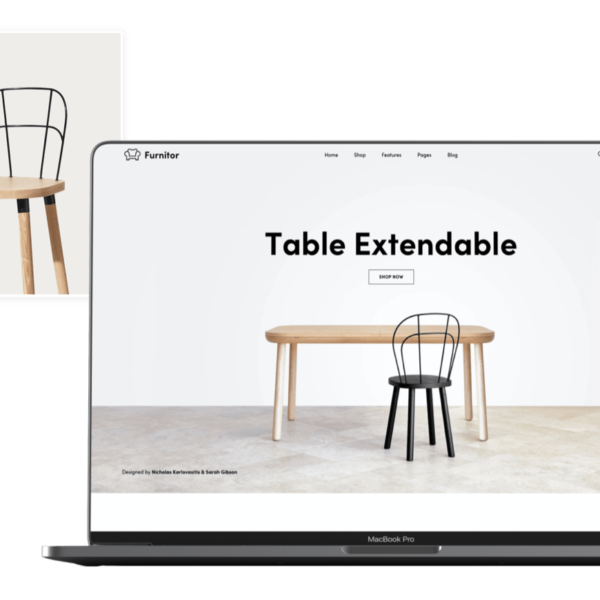 Furnitor
Home Shop Features Pages Blog
Table Extendable
SHOP NOW
Designed by Nicholas Karlovasitis & Sarah Gibson
MacBook Pro